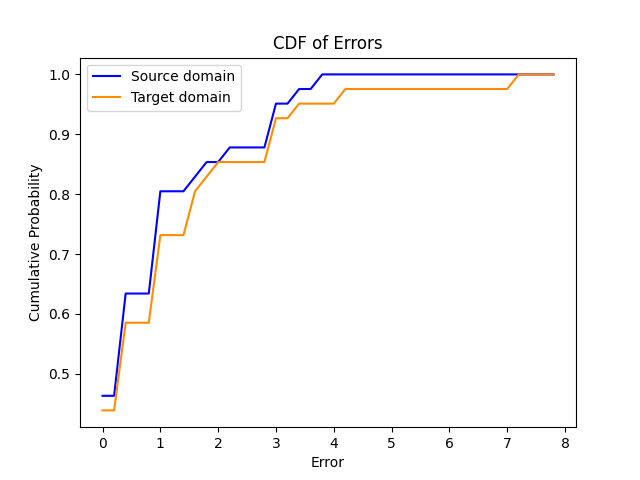 CDF of Errors
Source domain
Target domain
1.0
0.9
0.8
0.7
0.6
0.5
Cumulative Probability
0 1 2 3 4 5 6 7 8
Error